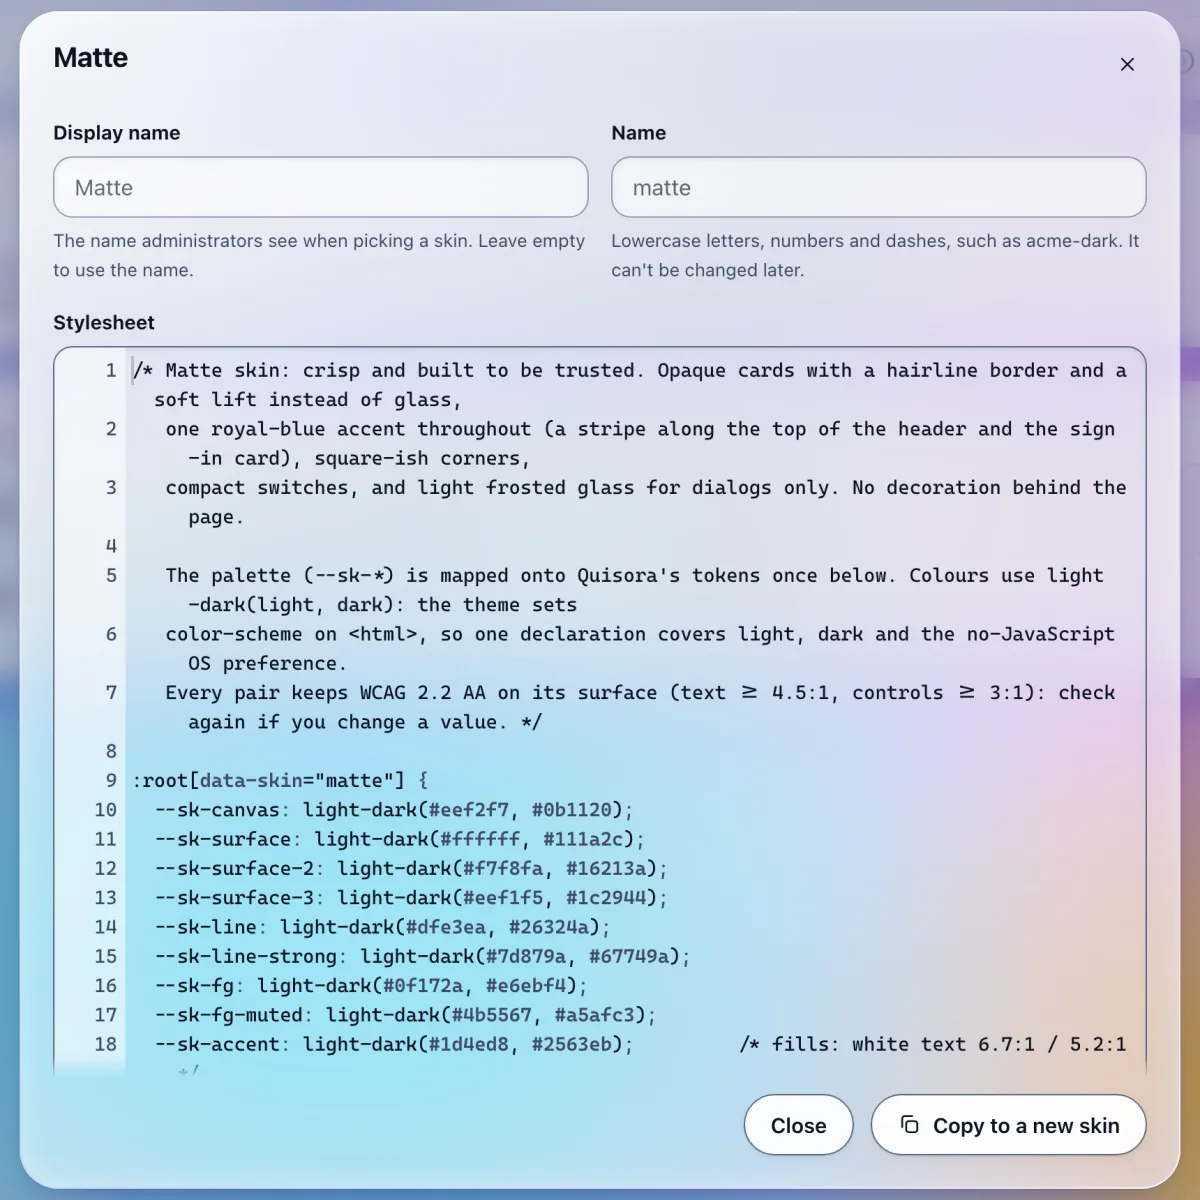 Matte
Display name
Name
Matte
matte
The name administrators see when picking a skin. Leave empty
to use the name.
Lowercase letters, numbers and dashes, such as acme-dark. It
can't be changed later.
Stylesheet
1 /* Matte skin: crisp and built to be trusted. Opaque cards with a hairline border and a
soft lift instead of glass,
2 one royal-blue accent throughout (a stripe along the top of the header and the sign
-in card), square-ish corners,
3 compact switches, and light frosted glass for dialogs only. No decoration behind the
page.
4
5 The palette (--sk-*) is mapped onto Quisora's tokens once below. Colours use light
-dark(light, dark): the theme sets
6 color-scheme on <html>, so one declaration covers light, dark and the no-JavaScript
OS preference.
7 Every pair keeps WCAG 2.2 AA on its surface (text ≥ 4.5:1, controls ≥ 3:1): check
again if you change a value. */
8
9 :root[data-skin="matte"] {
10 --sk-canvas: light-dark(#eef2f7, #0b1120);
11 --sk-surface: light-dark(#ffffff, #111a2c);
12 --sk-surface-2: light-dark(#f7f8fa, #16213a);
13 --sk-surface-3: light-dark(#eef1f5, #1c2944);
14 --sk-line: light-dark(#dfe3ea, #26324a);
15 --sk-line-strong: light-dark(#7d879a, #67749a);
16 --sk-fg: light-dark(#0f172a, #e6ebf4);
17 --sk-fg-muted: light-dark(#4b5567, #a5afc3);
18 --sk-accent: light-dark(#1d4ed8, #2563eb); /* fills: white text 6.7:1 / 5.2:1
*/
Close
Copy to a new skin